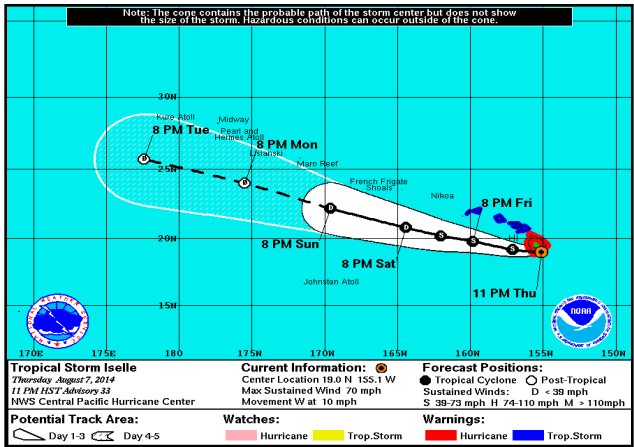 Note: The cone contains the probable path of the storm center but does not show
the size of the storm. Hazardous conditions can occur outside of the cone.
30N
Kure Atoll
Midway
8 PM Tue
Pearl and
Hermes Atoll
8 PM Mon
Lisianski
Maro Reef
25N
D
D
French Frigate
Shoals
Nihoa
8 PM Fri
D
8 PM Sun
D
S
S
S
HI
20N
8 PM Sat
Johnston Atoll
11 PM Thu
15N
NATIONAL WEATHER SERVICE
NOAA
170E 175E 180 175W 170W 165W 160W 155W 150W
Tropical Storm Iselle
Thursday August 7, 2014
11 PM HST Advisory 33
NWS Central Pacific Hurricane Center
Current Information:
Center Location 19.0 N 155.1 W
Max Sustained Wind 70 mph
Movement W at 10 mph
Forecast Positions:
Tropical Cyclone Post-Tropical
Sustained Winds: D < 39 mph
S 39-73 mph H 74-110 mph M > 110mph
Potential Track Area:
Day 1-3 Day 4-5
Watches:
Hurricane Trop.Storm
Warnings:
Hurricane Trop.Storm